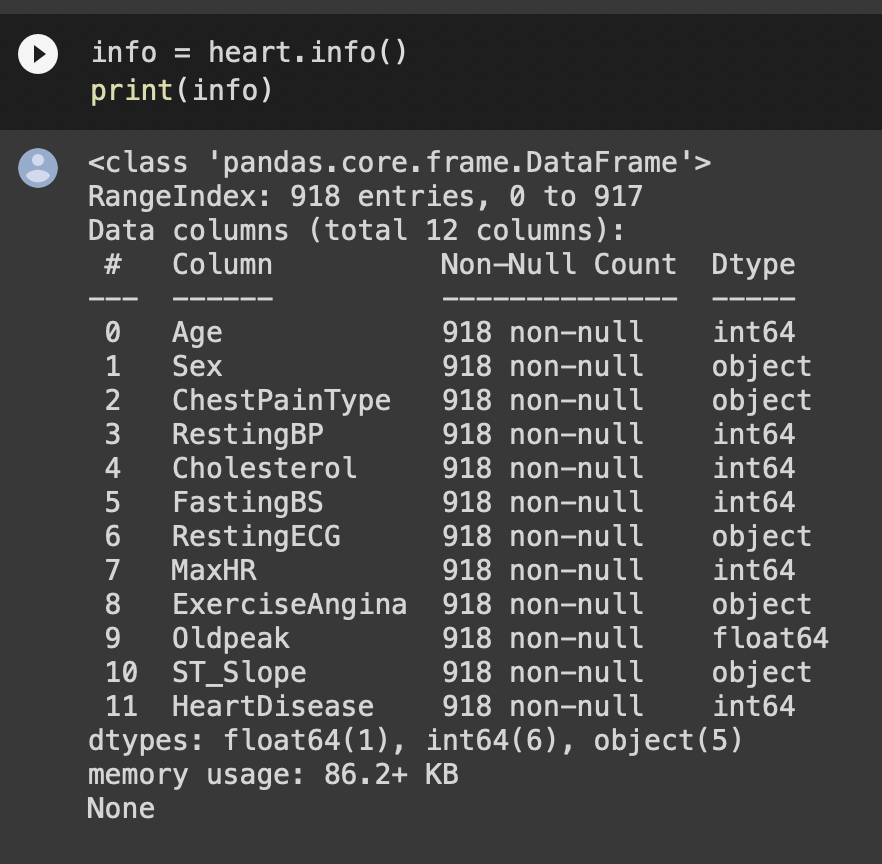 info = heart.info()
print(info)
<class 'pandas.core.frame.DataFrame'>
RangeIndex: 918 entries, 0 to 917
Data columns (total 12 columns):
 #   Column          Non-Null Count  Dtype
---  ------          --------------  -----
 0   Age             918 non-null    int64
 1   Sex             918 non-null    object
 2   ChestPainType   918 non-null    object
 3   RestingBP       918 non-null    int64
 4   Cholesterol     918 non-null    int64
 5   FastingBS       918 non-null    int64
 6   RestingECG      918 non-null    object
 7   MaxHR           918 non-null    int64
 8   ExerciseAngina  918 non-null    object
 9   Oldpeak         918 non-null    float64
 10  ST_Slope        918 non-null    object
 11  HeartDisease    918 non-null    int64
dtypes: float64(1), int64(6), object(5)
memory usage: 86.2+ KB
None